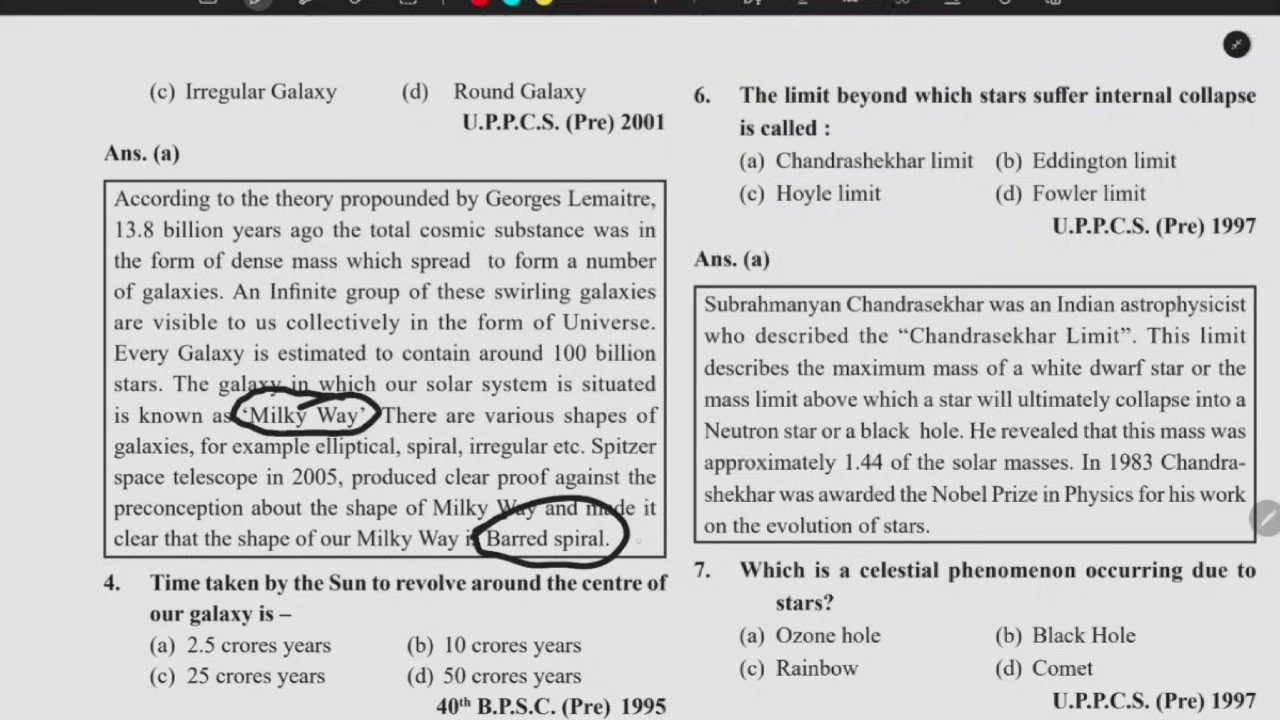 (c) Irregular Galaxy (d) Round Galaxy
U.P.P.C.S. (Pre) 2001
Ans. (a)
According to the theory propounded by Georges Lemaitre,
13.8 billion years ago the total cosmic substance was in
the form of dense mass which spread to form a number
of galaxies. An Infinite group of these swirling galaxies
are visible to us collectively in the form of Universe.
Every Galaxy is estimated to contain around 100 billion
stars. The galaxy in which our solar system is situated
is known as ‘Milky Way’ There are various shapes of
galaxies, for example elliptical, spiral, irregular etc. Spitzer
space telescope in 2005, produced clear proof against the
preconception about the shape of Milky Way and made it
clear that the shape of our Milky Way is Barred spiral.
4. Time taken by the Sun to revolve around the centre of
our galaxy is –
(a) 2.5 crores years (b) 10 crores years
(c) 25 crores years (d) 50 crores years
40th B.P.S.C. (Pre) 1995
6. The limit beyond which stars suffer internal collapse
is called :
(a) Chandrashekhar limit (b) Eddington limit
(c) Hoyle limit (d) Fowler limit
U.P.P.C.S. (Pre) 1997
Ans. (a)
Subrahmanyan Chandrasekhar was an Indian astrophysicist
who described the “Chandrasekhar Limit”. This limit
describes the maximum mass of a white dwarf star or the
mass limit above which a star will ultimately collapse into a
Neutron star or a black hole. He revealed that this mass was
approximately 1.44 of the solar masses. In 1983 Chandra-
shekhar was awarded the Nobel Prize in Physics for his work
on the evolution of stars.
7. Which is a celestial phenomenon occurring due to
stars?
(a) Ozone hole (b) Black Hole
(c) Rainbow (d) Comet
U.P.P.C.S. (Pre) 1997